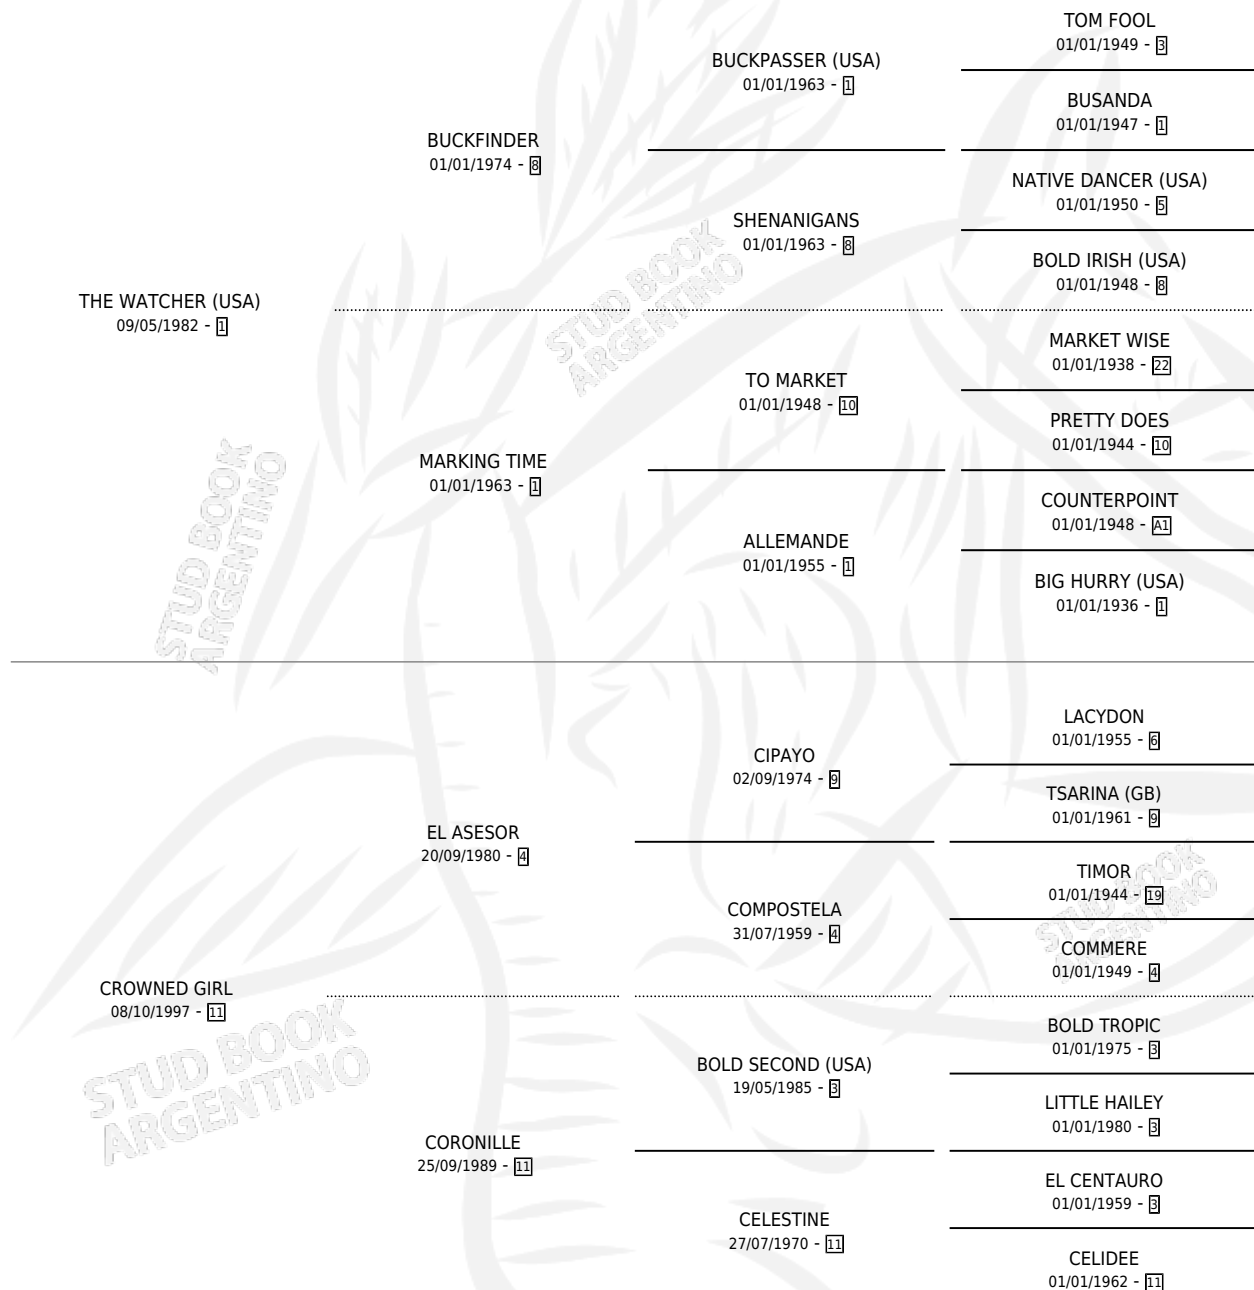 THE WATCHER (USA)
09/05/1982 - 1
BUCKFINDER
01/01/1974 - 8
BUCKPASSER (USA)
01/01/1963 - 1
TOM FOOL
01/01/1949 - 3
BUSANDA
01/01/1947 - 1
SHENANIGANS
01/01/1963 - 8
NATIVE DANCER (USA)
01/01/1950 - 5
BOLD IRISH (USA)
01/01/1948 - 8
MARKING TIME
01/01/1963 - 1
TO MARKET
01/01/1948 - 10
MARKET WISE
01/01/1938 - 22
PRETTY DOES
01/01/1944 - 10
ALLEMANDE
01/01/1955 - 1
COUNTERPOINT
01/01/1948 - A1
BIG HURRY (USA)
01/01/1936 - 1
CROWNED GIRL
08/10/1997 - 11
EL ASESOR
20/09/1980 - 4
CIPAYO
02/09/1974 - 9
LACYDON
01/01/1955 - 6
TSARINA (GB)
01/01/1961 - 9
COMPOSTELA
31/07/1959 - 4
TIMOR
01/01/1944 - 19
COMMERE
01/01/1949 - 4
CORONILLE
25/09/1989 - 11
BOLD SECOND (USA)
19/05/1985 - 3
BOLD TROPIC
01/01/1975 - 3
LITTLE HAILEY
01/01/1980 - 3
CELESTINE
27/07/1970 - 11
EL CENTAURO
01/01/1959 - 3
CELIDEE
01/01/1962 - 11
STUD BOOK
ARGENTINO
STUD BOOK
ARGENTINO
STUD BOOK
ARGENTINO
STUD BOOK
ARGENTINO